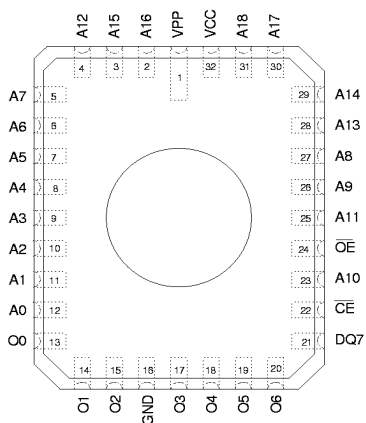 A12 A15 A16 VPP VCC A18 A17
4 3 2 1 32 31 30
A7 5 29 A14
A6 6 28 A13
A5 7 27 A8
A4 8 26 A9
A3 9 25 A11
A2 10 24 OE
A1 11 23 A10
A0 12 22 CE
O0 13 21 DQ7
14 15 16 17 18 19 20
O1 O2 GND O3 O4 O5 O6